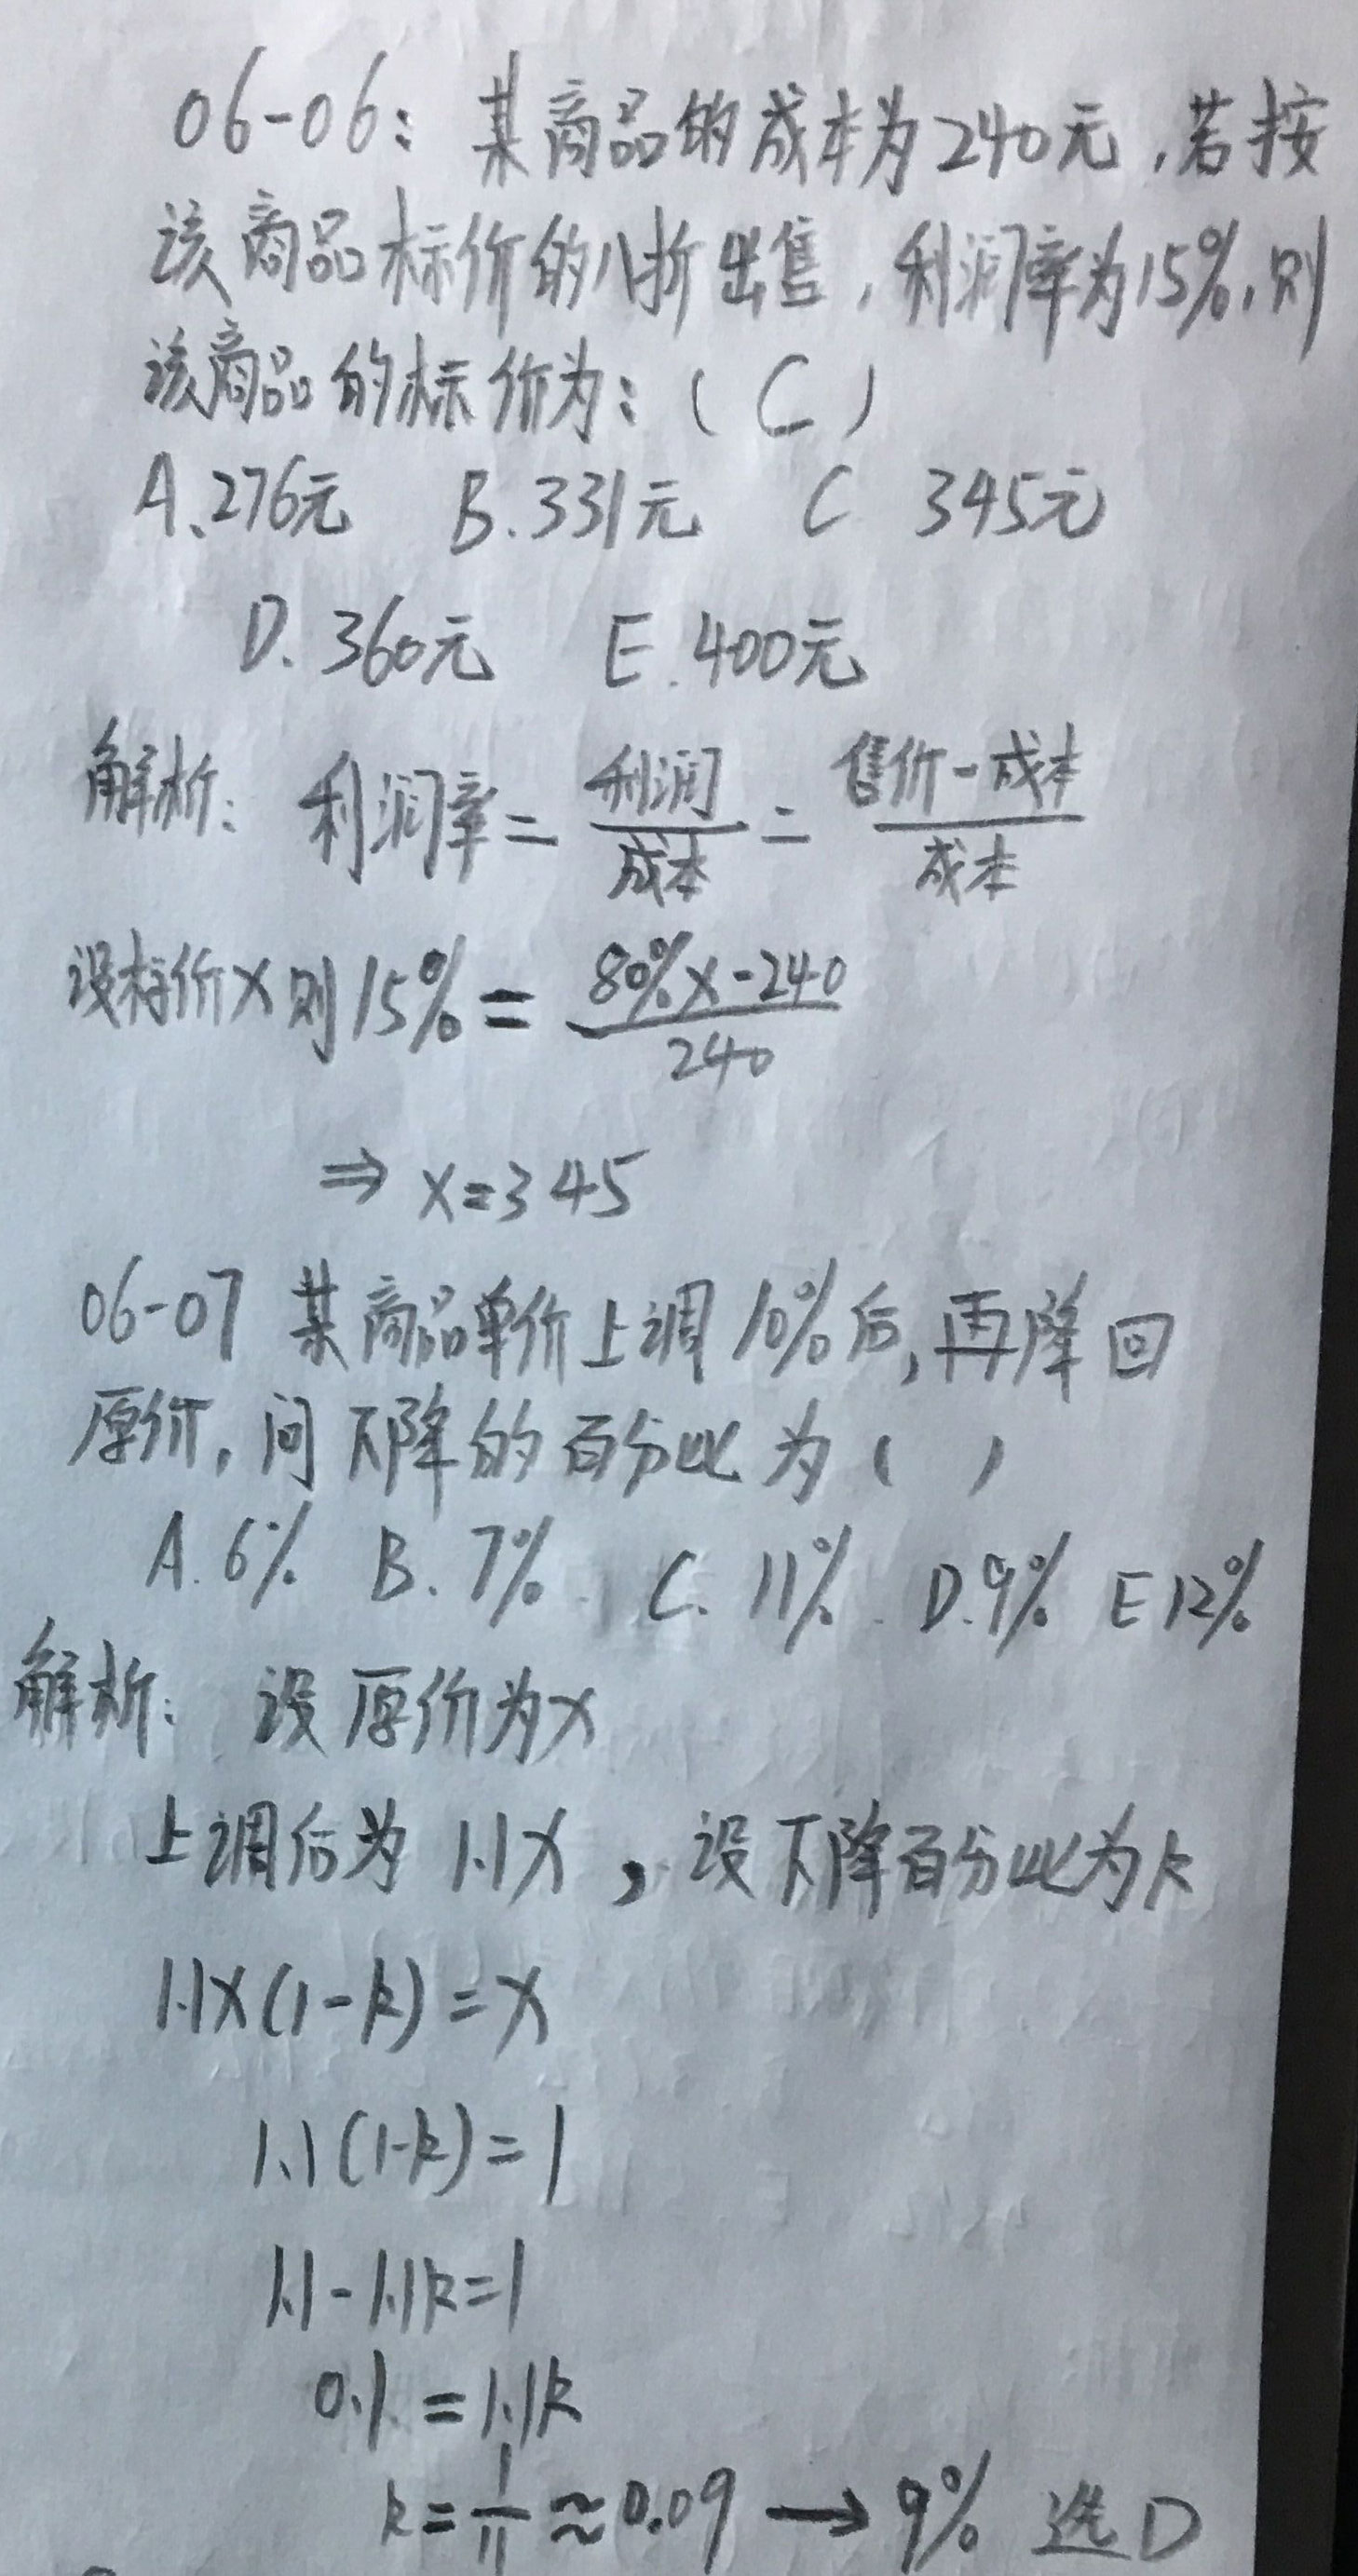 06-06: 某商品的成本为240元,若按
该商品标价的八折出售,利润率为15%,则
该商品的标价为:(C)
A、276元 B.331元 C 345元
D. 360元 E.400元
解析: 利润率=利润/成本=售价-成本/成本
设标价x则15%=80%x-240/240
⇒ x=345
06-07 某商品单价上调10%后,再降回
原价,问下降的百分比为( )
A.6% B.7% C.11% D.9% E12%
解析: 设原价为x
上调后为1.1x,设下降百分比为k
1.1x(1-k)=x
1.1(1-k)=1
1.1-1.1k=1
0.1=1.1k
k=1/11≈0.09→9% 选D